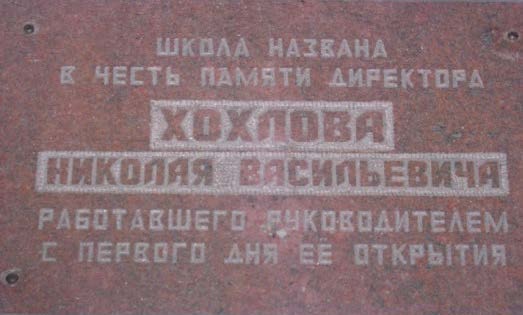 ШКОЛА НАЗВАНА
В ЧЕСТЬ ПАМЯТИ ДИРЕКТОРА
ХОХЛОВА
НИКОЛАЯ ВАСИЛЬЕВИЧА
РАБОТАВШЕГО РУКОВОДИТЕЛЕМ
С ПЕРВОГО ДНЯ ЕЁ ОТКРЫТИЯ